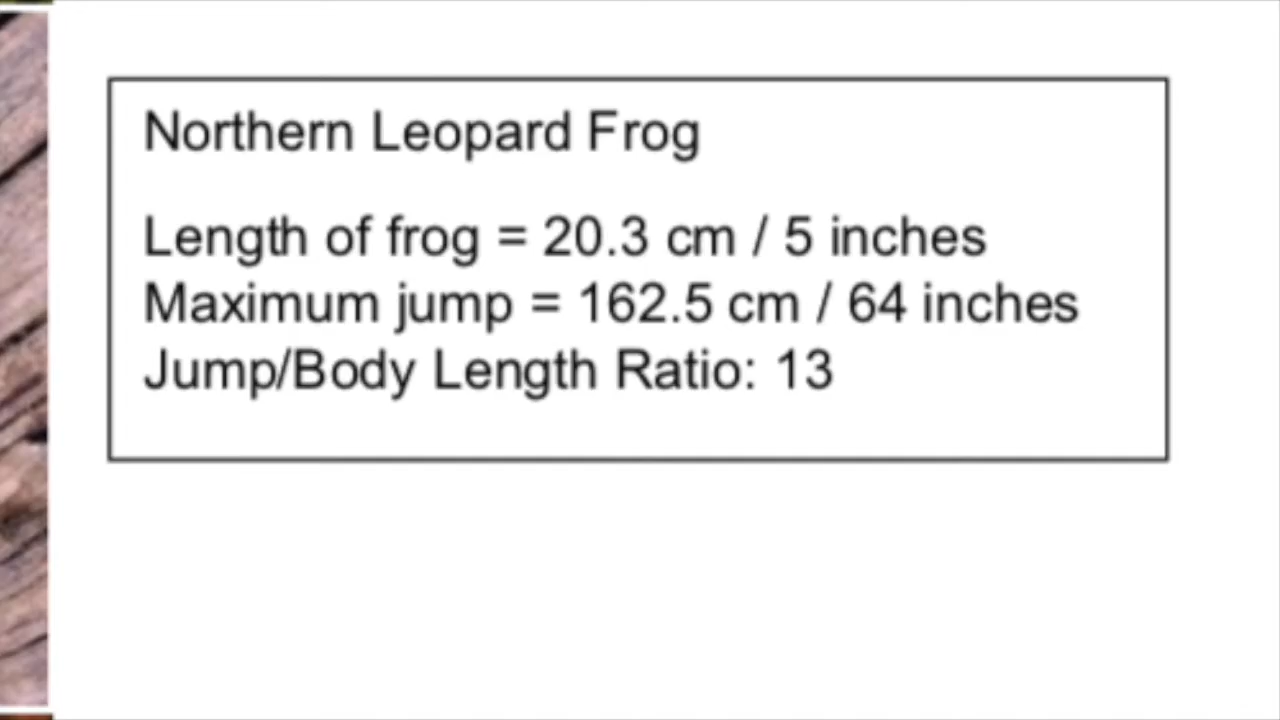 Northern Leopard Frog
Length of frog = 20.3 cm / 5 inches
Maximum jump = 162.5 cm / 64 inches
Jump/Body Length Ratio: 13